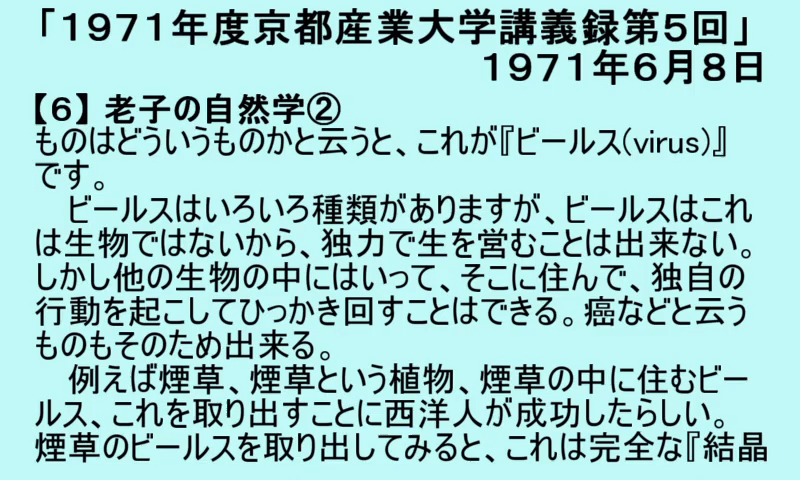 「１９７１年度京都産業大学講義録第５回」
１９７１年６月８日
【６】 老子の自然学②
ものはどういうものかと云うと、これが『ビールス(virus)』
です。
　ビールスはいろいろ種類がありますが、ビールスはこれ
は生物ではないから、独力で生を営むことは出来ない。
しかし他の生物の中にはいって、そこに住んで、独自の
行動を起こしてひっかき回すことはできる。癌などと云う
ものもそのため出来る。
　例えば煙草、煙草という植物、煙草の中に住むビー
ルス、これを取り出すことに西洋人が成功したらしい。
煙草のビールスを取り出してみると、これは完全な『結晶